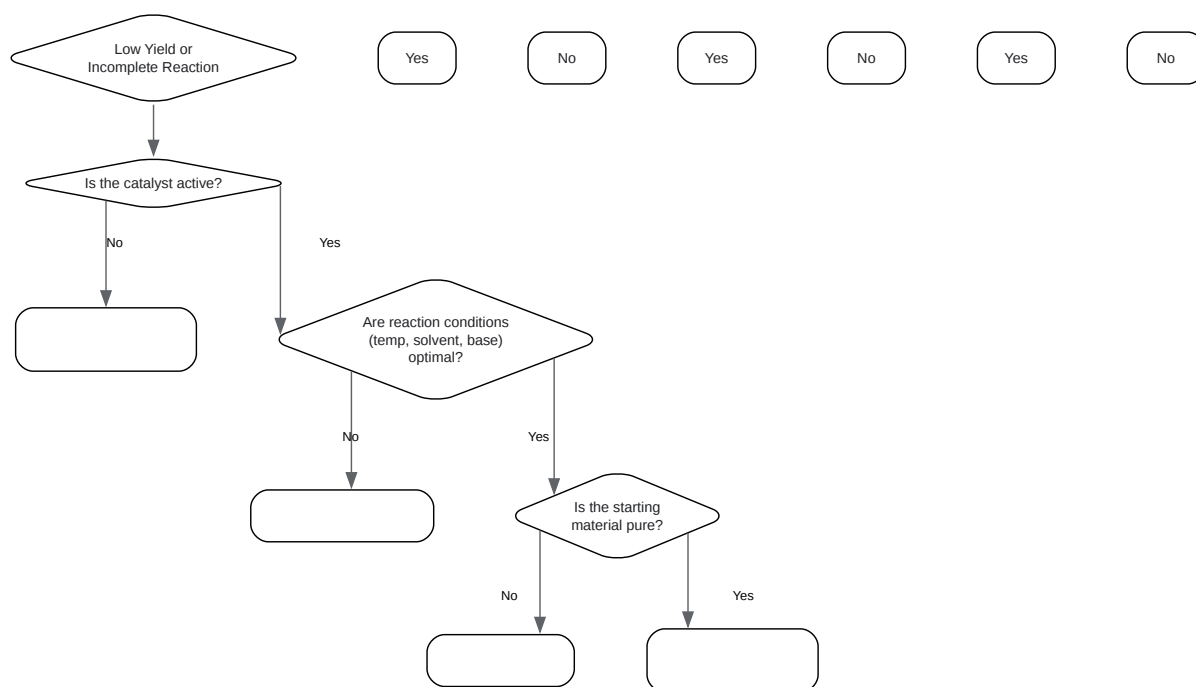 Low Yield or
Incomplete Reaction
Yes
No
Yes
No
Yes
No
Is the catalyst active?
No
Yes
Are reaction conditions
(temp, solvent, base)
optimal?
No
Yes
Is the starting
material pure?
No
Yes